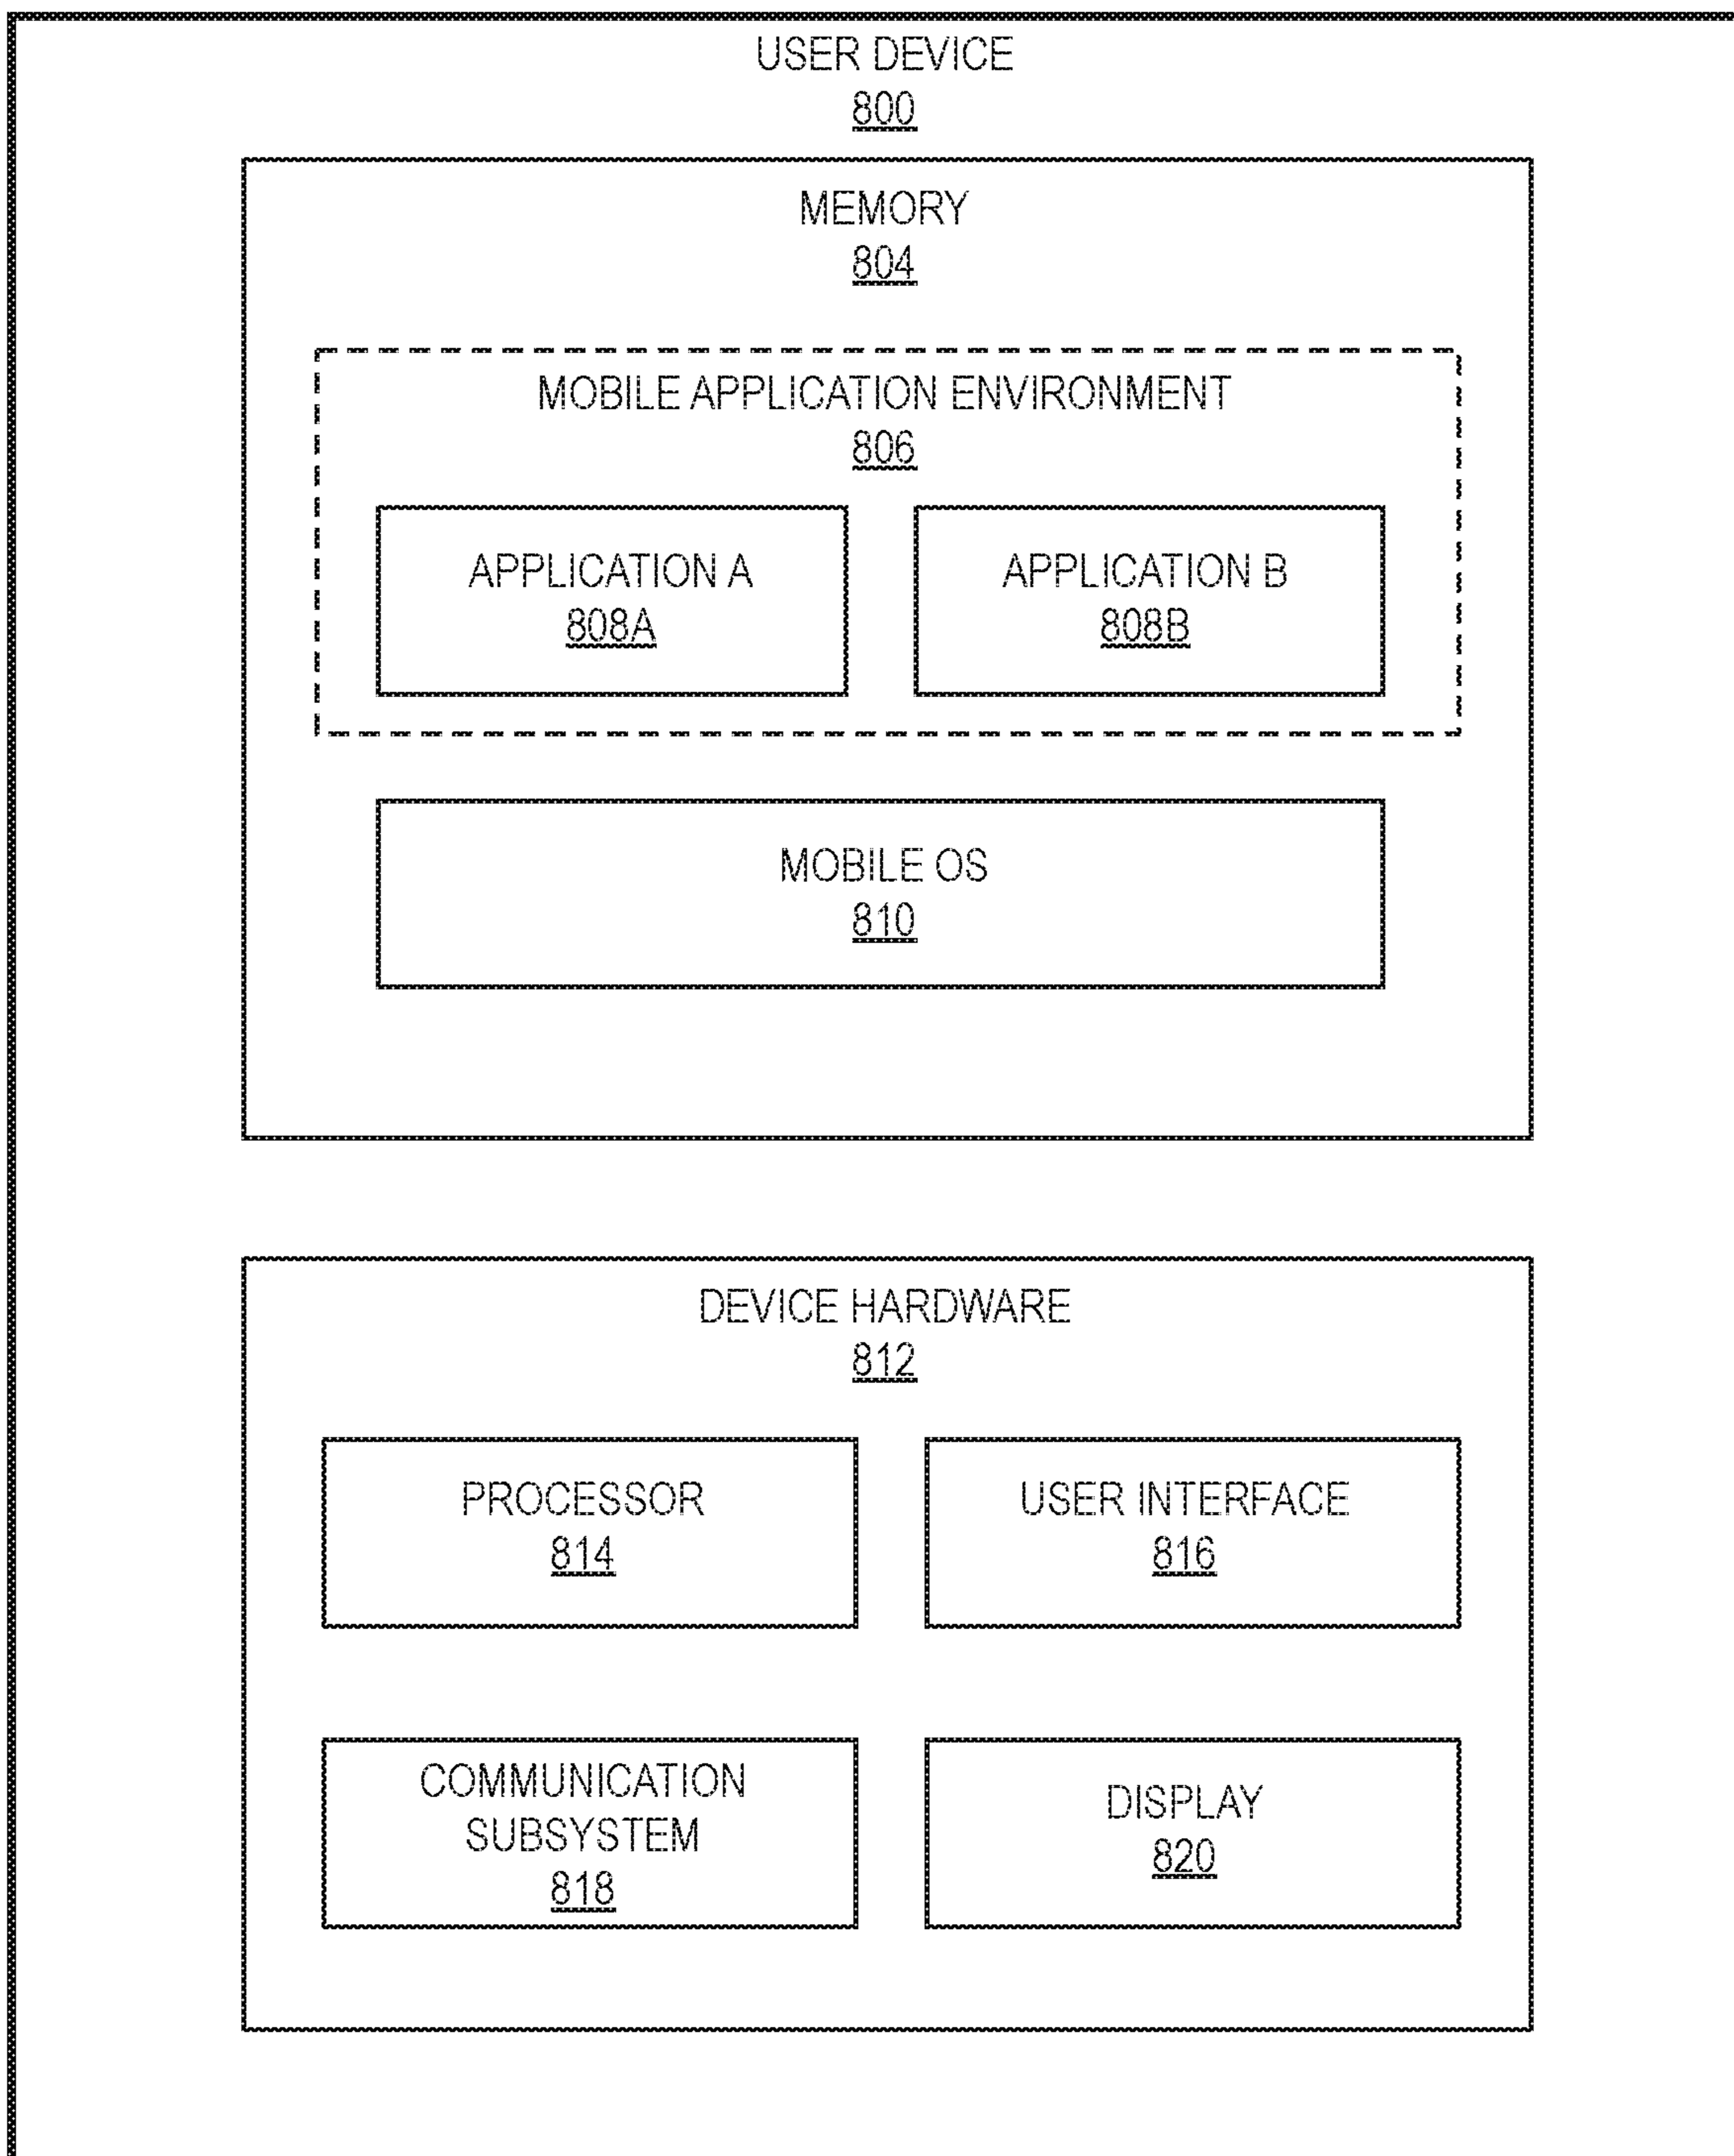 USER DEVICE
800
MEMORY
804
MOBILE APPLICATION ENVIRONMENT
806
APPLICATION A
808A
APPLICATION B
808B
MOBILE OS
810
DEVICE HARDWARE
812
PROCESSOR
814
USER INTERFACE
816
COMMUNICATION
SUBSYSTEM
818
DISPLAY
820